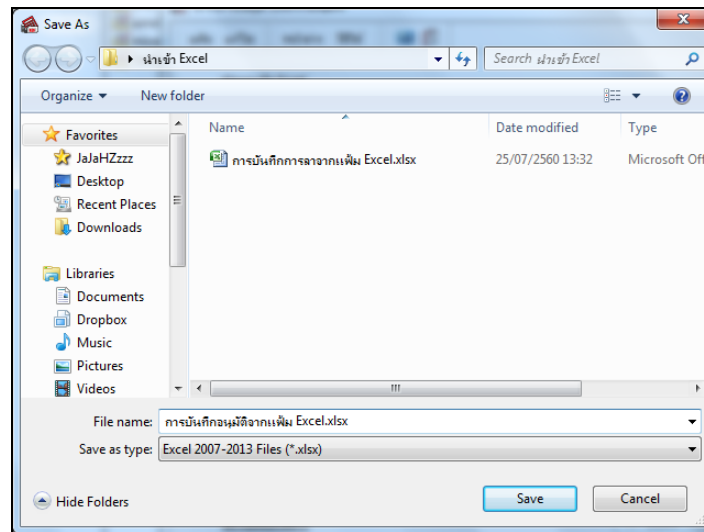 Save As
นำเข้า Excel
Search นำเข้า Excel
Organize
New folder
Favorites
JaJaHZzzz
Desktop
Recent Places
Downloads
Libraries
Documents
Dropbox
Music
Pictures
Videos
Name
Date modified
Type
การบันทึกการลาจากแฟ้ม Excel.xlsx
25/07/2560 13:32
Microsoft Off
File name: การบันทึกอนุมัติจากแฟ้ม Excel.xlsx
Save as type: Excel 2007-2013 Files (*.xlsx)
Hide Folders
Save
Cancel